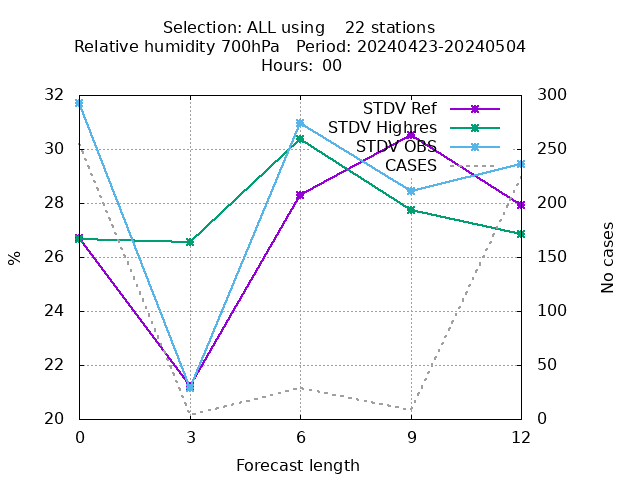 Selection: ALL using    22 stations
Relative humidity 700hPa   Period: 20240423-20240504
Hours: 00
32 300
STDV Ref
STDV Highres
30 STDV OBS 250
CASES
28 200
26 150
24 100
22 50
20 0
0 3 6 9 12
%
No cases
Forecast length